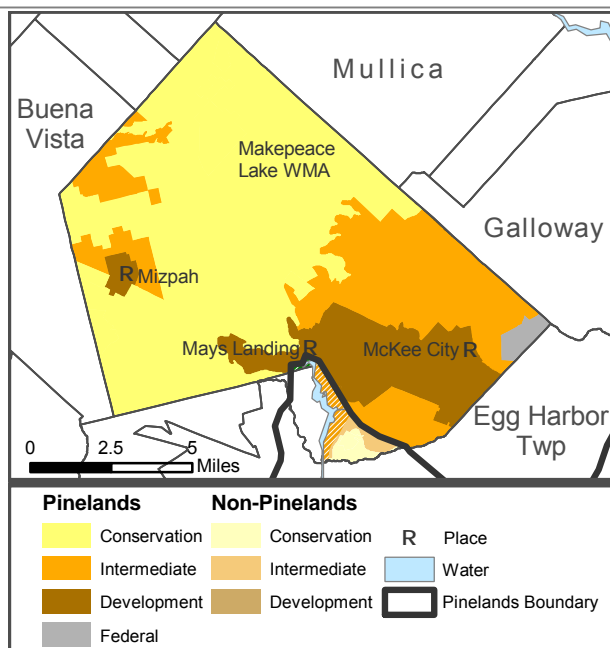 Mullica
Buena
Vista
Makepeace
Lake WMA
Galloway
R Mizpah
Mays Landing R
McKee City R
Egg Harbor
Twp
0 2.5 5
Miles
Pinelands
Non-Pinelands
Conservation
Conservation
R Place
Intermediate
Intermediate
Water
Development
Development
Pinelands Boundary
Federal